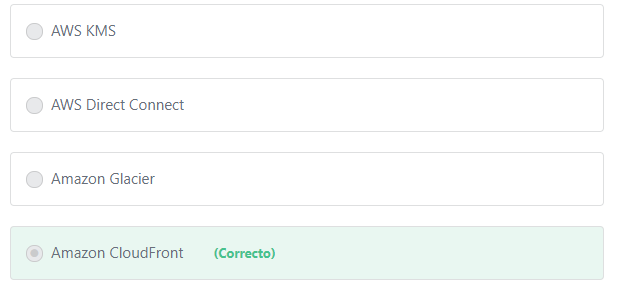 AWS KMS
AWS Direct Connect
Amazon Glacier
Amazon CloudFront (Correcto)